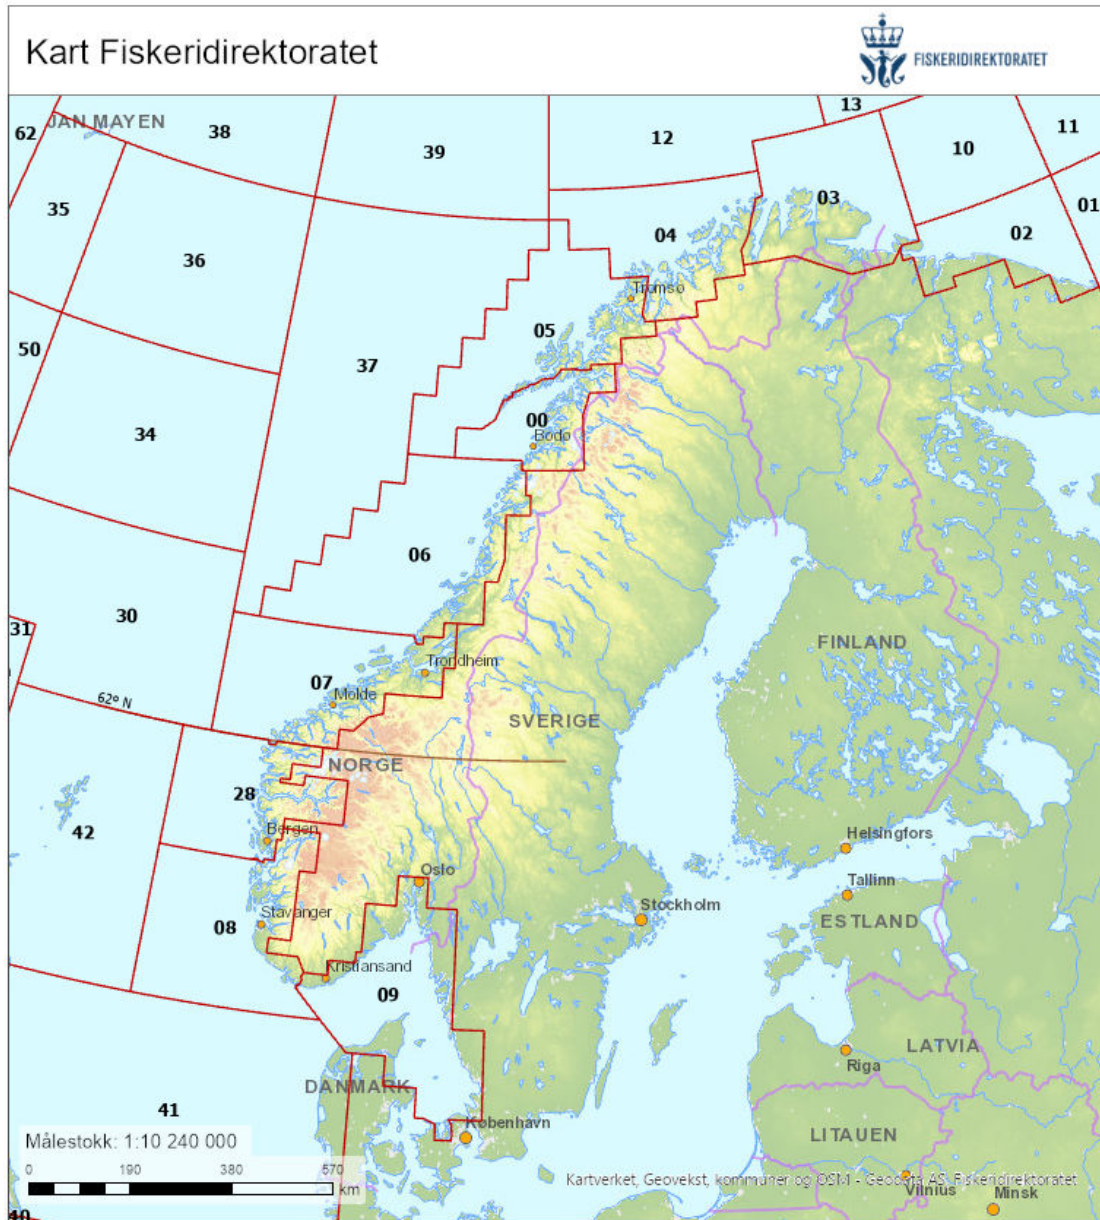 Kart Fiskeridirektoratet
FISKERIDIREKTORATET
13
JAN MAYEN
62
38
12
11
39
10
03
35
01
04
02
36
Tromsø
05
50
37
00
Bodø
34
06
30
31
FINLAND
Trondheim
07
Molde
62º N
SVERIGE
NORGE
28
42
Bergen
Helsingfors
Oslo
Tallinn
Stockholm
Stavanger
08
ESTLAND
Kristiansand
09
LATVIA
Riga
DANMARK
41
København
LITAUEN
Målestokk: 1:10 240 000
0 190 380 570
km
Kartverket, Geovekst, kommuner og OSM - Geodata AS, Fiskeridirektoratet
Vilnius
Minsk
40